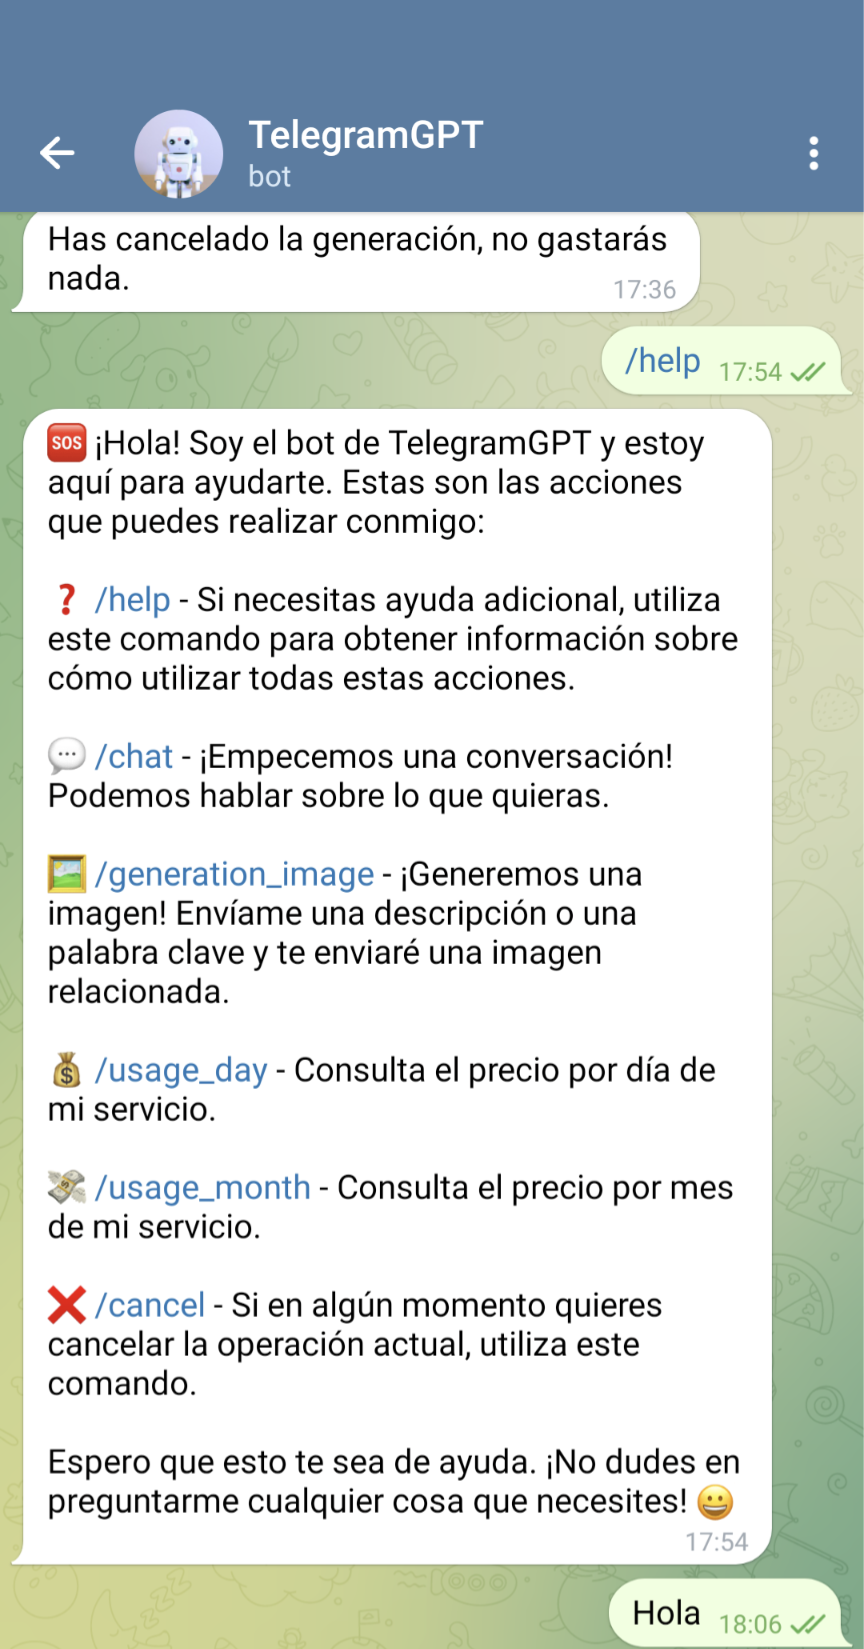 TelegramGPT
bot
Has cancelado la generación, no gastarás
nada.
17:36
/help 17:54
SOS ¡Hola! Soy el bot de TelegramGPT y estoy
aquí para ayudarte. Estas son las acciones
que puedes realizar conmigo:
❓ /help - Si necesitas ayuda adicional, utiliza
este comando para obtener información sobre
cómo utilizar todas estas acciones.
💬 /chat - ¡Empecemos una conversación!
Podemos hablar sobre lo que quieras.
🖼️ /generation_image - ¡Generemos una
imagen! Envíame una descripción o una
palabra clave y te enviaré una imagen
relacionada.
💰 /usage_day - Consulta el precio por día de
mi servicio.
💸 /usage_month - Consulta el precio por mes
de mi servicio.
❌ /cancel - Si en algún momento quieres
cancelar la operación actual, utiliza este
comando.
Espero que esto te sea de ayuda. ¡No dudes en
preguntarme cualquier cosa que necesites! 😀
17:54
Hola 18:06